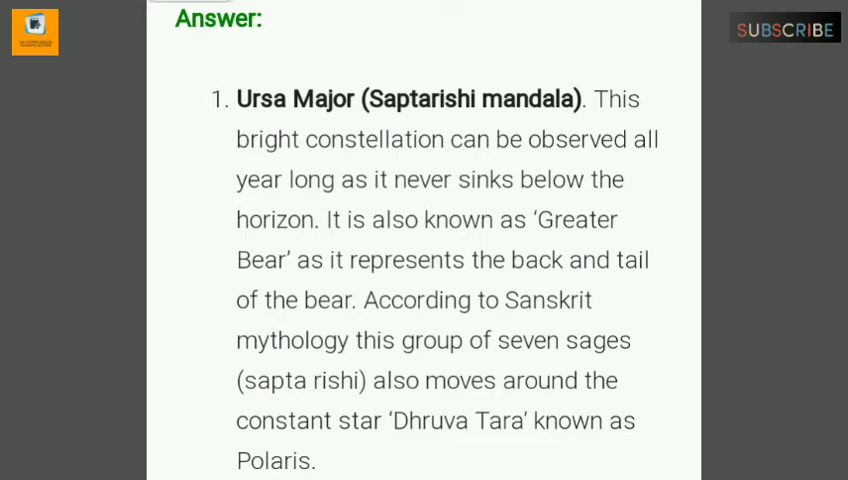 Answer:
SUBSCRIBE
1. Ursa Major (Saptarishi mandala). This
bright constellation can be observed all
year long as it never sinks below the
horizon. It is also known as ‘Greater
Bear’ as it represents the back and tail
of the bear. According to Sanskrit
mythology this group of seven sages
(sapta rishi) also moves around the
constant star ‘Dhruva Tara’ known as
Polaris.